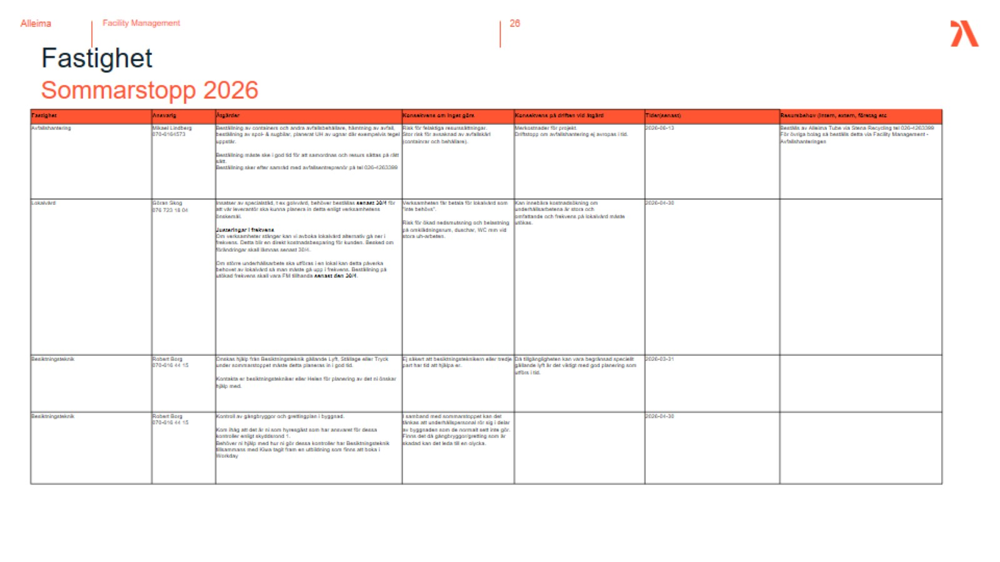 Alleima
Facility Management
26
Fastighet
Sommarstopp 2026
Fastighet
Ansvarig
Åtgärder
Konsekvens om inget görs
Konsekvens på driften vid åtgärd
Tider(senast)
Resursbehov (Intern, extern, företag etc
Avfallshantering
Mikael Lindberg
070-6164573
Beställning av containers och andra avfallsbehållare, hämtning av avfall,
beställning av spol- & sugbilar, planerat UH av ugnar där exempelvis tegel
uppstår.
Beställning måste ske i god tid för att samordnas och resurs sättas på rätt
sätt.
Beställning sker efter samråd med avfallsentreprenör på tel 026-4263399
Risk för felaktiga resurssättningar.
Stor risk för avsaknad av avfallskärl
(containrar och behållare).
Merkostnader för projekt.
Driftstopp om avfallshantering ej avropas i tid.
2026-06-13
Beställs av Alleima Tube via Stena Recycling tel 026-4263399
För övriga bolag så beställs detta via Facility Management -
Avfallshanteringen
Lokalvård
Göran Skog
076 723 18 04
Insatser av specialstäd, t ex golvvård, behöver beställas senast 30/4 för
att vår leverantör ska kunna planera in detta enligt verksamhetens
önskemål.
Justeringar i frekvens
Om verksamheter stänger kan vi avboka lokalvård alternativ gå ner i
frekvens. Detta blir en direkt kostnadsbesparing för kunden. Besked om
förändringar skall lämnas senast 30/4.
Om större underhållsarbete ska utföras i en lokal kan detta påverka
behovet av lokalvård så man måste gå upp i frekvens. Beställning på
utökad frekvens skall vara FM tillhanda senast den 30/4.
Verksamheten får betala för lokalvård som
"inte behövs".
Risk för ökad nedsmutsning och belastning
på omklädningsrum, duschar, WC mm vid
stora uh-arbeten.
Kan innebära kostnadsökning om
underhållsarbetena är stora och
omfattande och frekvens på lokalvård måste
utökas.
2026-04-30
Besiktningsteknik
Robert Borg
070-616 44 15
Önskas hjälp från Besiktningsteknik gällande Lyft, Ställage eller Tryck
under sommarstoppet måste detta planeras in i god tid.
Kontakta er besiktningstekniker eller Helen för planering av det ni önskar
hjälp med.
Ej säkert att besiktningsteknikern eller tredje
part har tid att hjälpa er.
Då tillgängligheten kan vara begränsad speciellt
gällande lyft är det viktigt med god planering som
utförs i tid.
2026-03-31
Besiktningsteknik
Robert Borg
070-616 44 15
Kontroll av gångbryggor och grettingplan i byggnad.
Kom ihåg att det är ni som hyresgäst som har ansvaret för dessa
kontroller enligt skyddsrond 1.
Behöver ni hjälp med hur ni gör dessa kontroller har Besiktningsteknik
tillsammans med Kiwa tagit fram en utbildning som finns att boka i
Workday
I samband med sommarstoppet kan det
tänkas att underhållspersonal rör sig i delar
av byggnaden som de normalt sett inte gör.
Finns det då gångbryggor/gretting som är
skadad kan det leda till en olycka.
2026-04-30